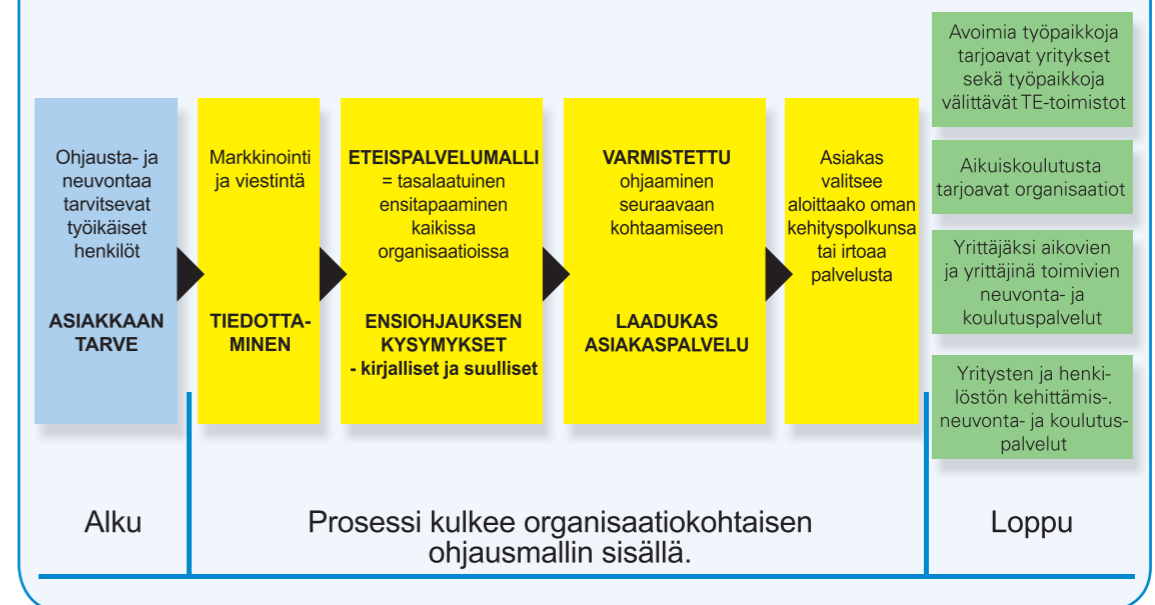 Ohjausta- ja
neuvontaa
tarvitsevat
työikäiset
henkilöt
ASIAKKAAN
TARVE
Markkinointi
ja viestintä
TIEDOTTA-
MINEN
ETEISPALVELUMALLI
= tasalaatuinen
ensitapaaminen
kaikissa
organisaatioissa
ENSIOHJAUKSEN
KYSYMYKSET
- kirjalliset ja suulliset
VARMISTETTU
ohjaaminen
seuraavaan
kohtaamiseen
LAADUKAS
ASIAKASPALVELU
Asiakas
valitsee
aloittaako oman
kehityspolkunsa
tai irtoaa
palvelusta
Avoimia työpaikkoja
tarjoavat yritykset
sekä työpaikkoja
välittävät TE-toimistot
Aikuiskoulutusta
tarjoavat organisaatiot
Yrittäjäksi aikovien
ja yrittäjinä toimivien
neuvonta- ja
koulutuspalvelut
Yritysten ja henki-
löstön kehittämis-.
neuvonta- ja koulutus-
palvelut
Alku
Prosessi kulkee organisaatiokohtaisen
ohjausmallin sisällä.
Loppu